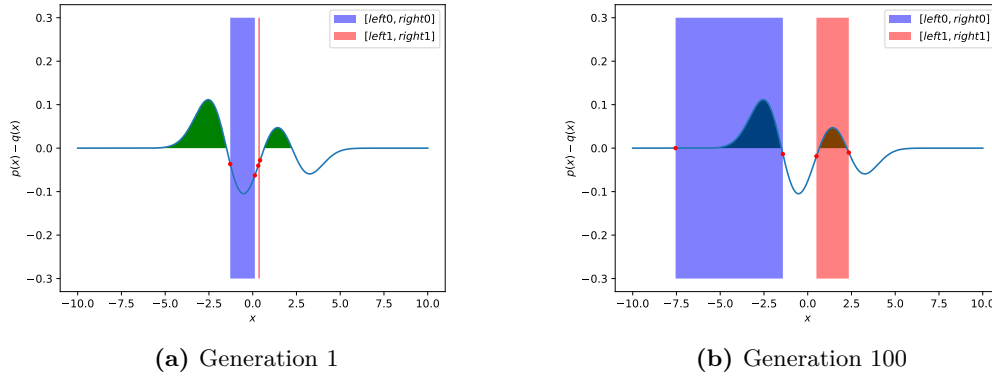 0.3
0.2
0.1
0.0
−0.1
−0.2
−0.3
p(x) − q(x)
−10.0 −7.5 −5.0 −2.5 0.0 2.5 5.0 7.5 10.0
x
[left0, right0]
[left1, right1]
(a) Generation 1
0.3
0.2
0.1
0.0
−0.1
−0.2
−0.3
p(x) − q(x)
−10.0 −7.5 −5.0 −2.5 0.0 2.5 5.0 7.5 10.0
x
[left0, right0]
[left1, right1]
(b) Generation 100